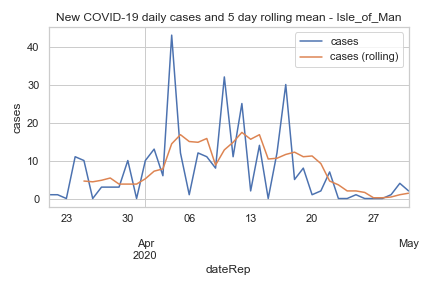 New COVID-19 daily cases and 5 day rolling mean - Isle_of_Man
cases
cases (rolling)
cases
40
30
20
10
0
23
30
06
13
20
27
Apr
2020
May
dateRep